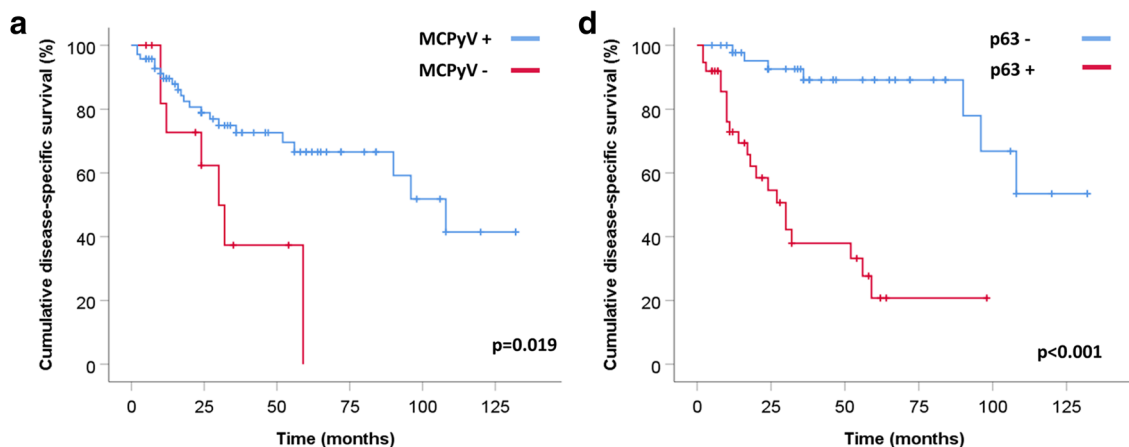 a
MCPyV +
MCPyV -
Cumulative disease-specific survival (%)
100
80
60
40
20
0
p=0.019
0 25 50 75 100 125
Time (months)
d
p63 -
p63 +
Cumulative disease-specific survival (%)
100
80
60
40
20
0
p<0.001
0 25 50 75 100 125
Time (months)